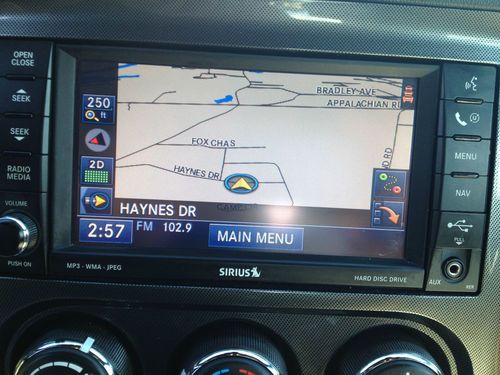 OPEN
CLOSE
SEEK
SEEK
RADIO
MEDIA
VOLUME
PUSH ON
250
ft
2D
BRADLEY AVE
APPALACHIAN R
FOX CHAS
HAYNES DR
D RD
HAYNES DR
2:57
FM 102.9
MAIN MENU
MP3 - WMA - JPEG
SIRIUS
HARD DISC DRIVE
MENU
NAV
PULL
AUX